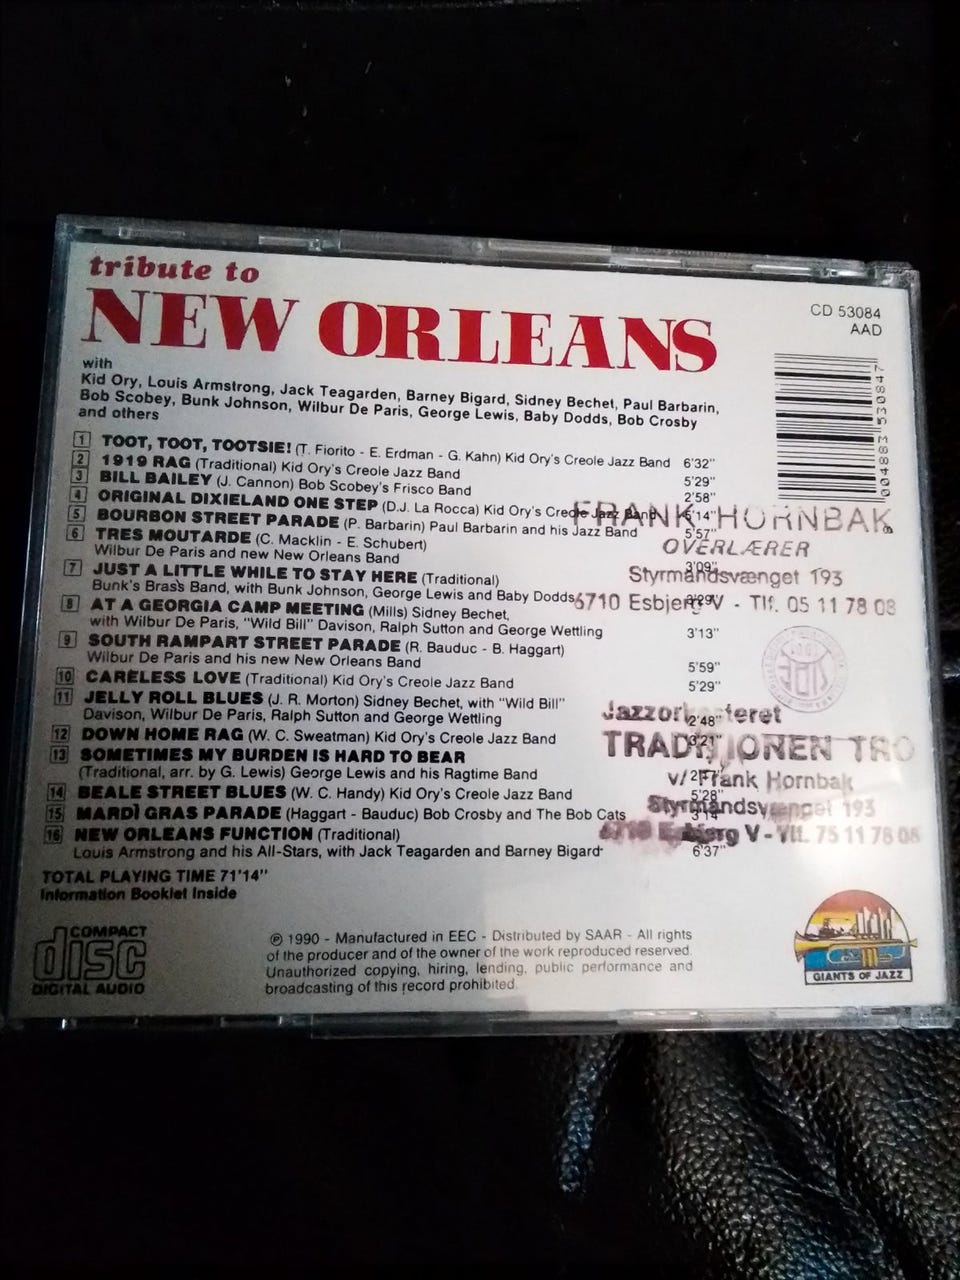 tribute to
NEW ORLEANS
CD 53084
AAD
with
Kid Ory, Louis Armstrong, Jack Teagarden, Barney Bigard, Sidney Bechet, Paul Barbarin,
Bob Scobey, Bunk Johnson, Wilbur De Paris, George Lewis, Baby Dodds, Bob Crosby
and others
1 TOOT, TOOT, TOOTSIE! (T. Fiorito - E. Erdman - G. Kahn) Kid Ory's Creole Jazz Band 6'32"
2 1919 RAG (Traditional) Kid Ory's Creole Jazz Band 5'29"
3 BILL BAILEY (J. Cannon) Bob Scobey's Frisco Band 2'58"
4 ORIGINAL DIXIELAND ONE STEP (D.J. La Rocca) Kid Ory's Creole Jazz Band
5 BOURBON STREET PARADE (P. Barbarin) Paul Barbarin and his Jazz Band 5'57"
6 TRES MOUTARDE (C. Macklin - E. Schubert)
Wilbur De Paris and new New Orleans Band 3'09"
7 JUST A LITTLE WHILE TO STAY HERE (Traditional)
Bunk's Brass Band, with Bunk Johnson, George Lewis and Baby Dodds
8 AT A GEORGIA CAMP MEETING (Mills) Sidney Bechet,
with Wilbur De Paris, "Wild Bill" Davison, Ralph Sutton and George Wettling 3'13"
9 SOUTH RAMPART STREET PARADE (R. Bauduc - B. Haggart)
Wilbur De Paris and his new New Orleans Band 5'59"
10 CARELESS LOVE (Traditional) Kid Ory's Creole Jazz Band 5'29"
11 JELLY ROLL BLUES (J. R. Morton) Sidney Bechet, with "Wild Bill"
Davison, Wilbur De Paris, Ralph Sutton and George Wettling 2'48"
12 DOWN HOME RAG (W. C. Sweatman) Kid Ory's Creole Jazz Band 3'21"
13 SOMETIMES MY BURDEN IS HARD TO BEAR
(Traditional, arr. by G. Lewis) George Lewis and his Ragtime Band
14 BEALE STREET BLUES (W. C. Handy) Kid Ory's Creole Jazz Band 5'28"
15 MARDI GRAS PARADE (Haggart - Bauduc) Bob Crosby and The Bob Cats 3'14"
16 NEW ORLEANS FUNCTION (Traditional)
Louis Armstrong and his All-Stars, with Jack Teagarden and Barney Bigard 6'37"
TOTAL PLAYING TIME 71'14"
Information Booklet Inside
FRANK HORNBAK
OVERLÆRER
Styrmandsvænget 193
6710 Esbjerg V - Tlf. 05 11 78 08
TRADITIONEN TRO
v/ Frank Hornbak
Styrmandsvænget 193
Esbjerg V - Tlf. 75 11 78 08
COMPACT
disc
DIGITAL AUDIO
℗ 1990 - Manufactured in EEC - Distributed by SAAR - All rights
of the producer and of the owner of the work reproduced reserved.
Unauthorized copying, hiring, lending, public performance and
broadcasting of this record prohibited.
GIANTS OF JAZZ